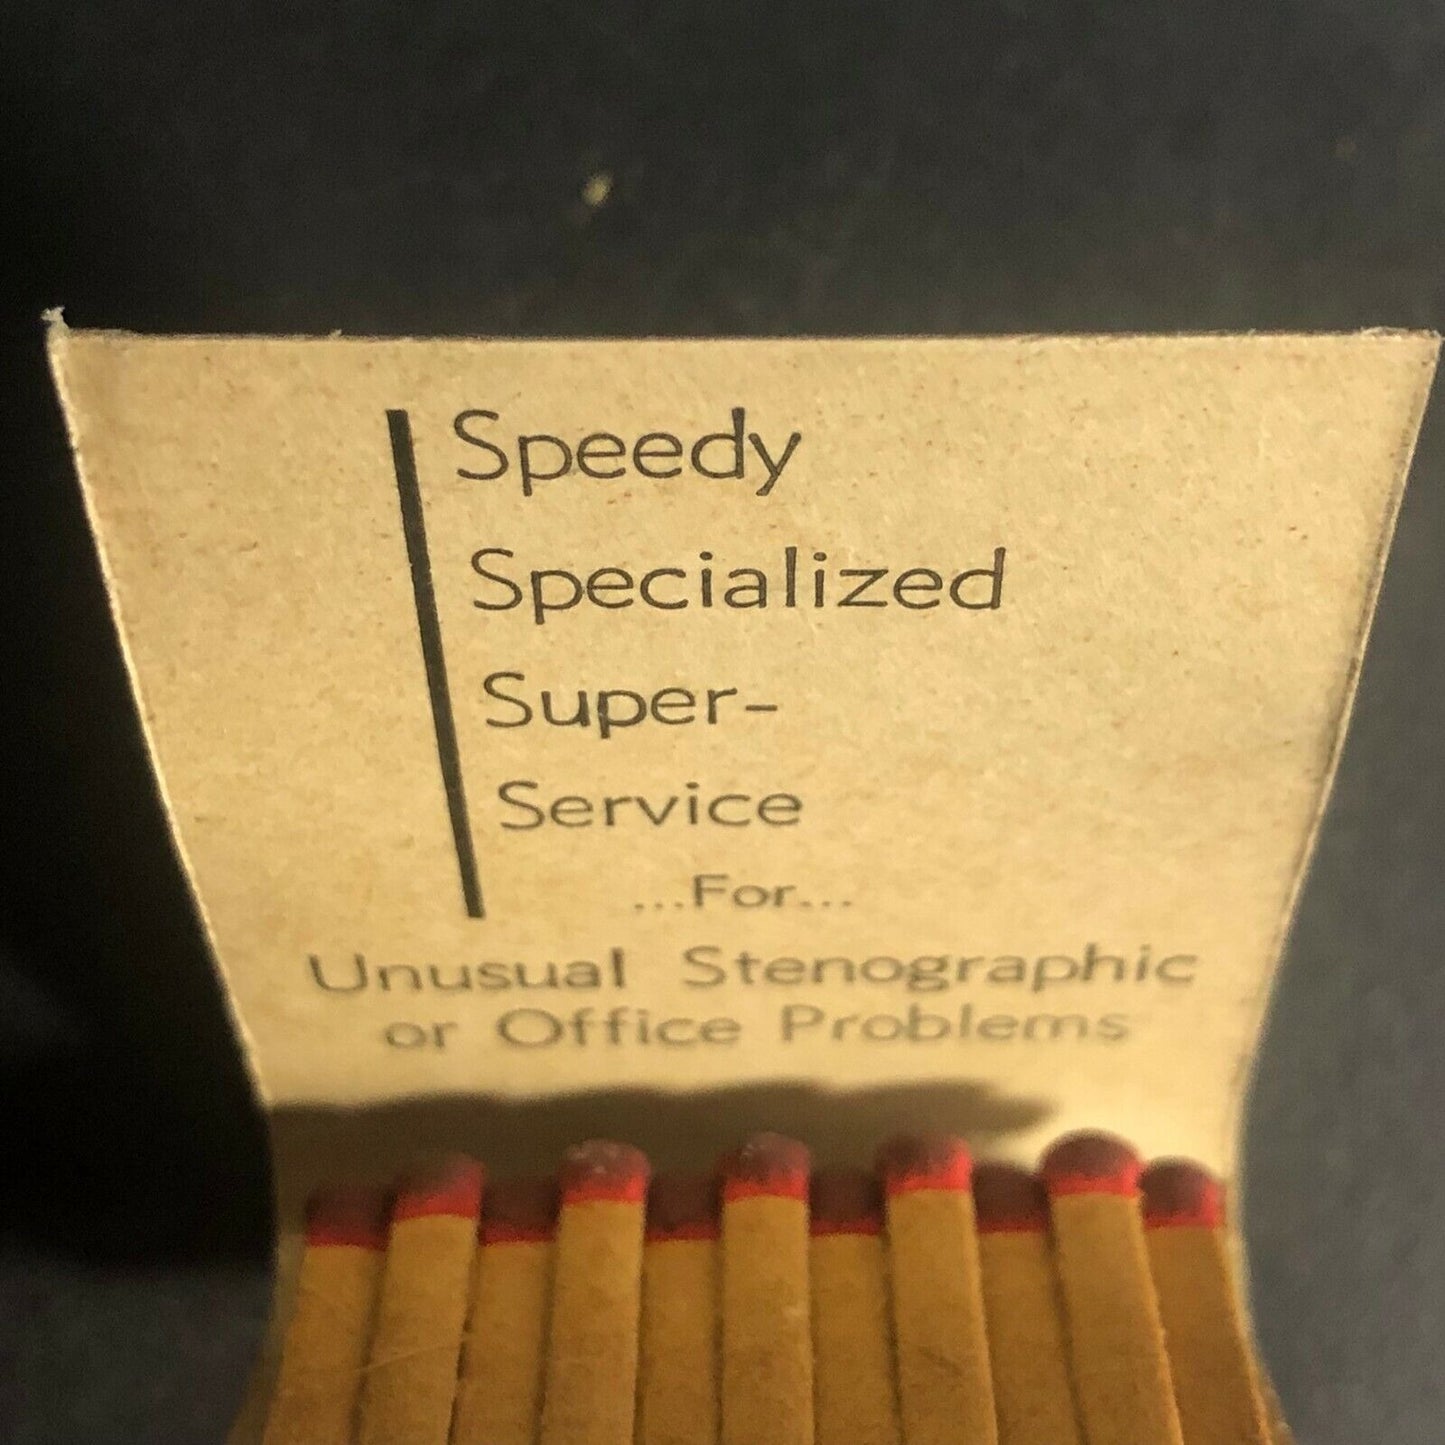 Speedy
Specialized
Super-
Service
...For...
Unusual Stenographic
or Office Problems